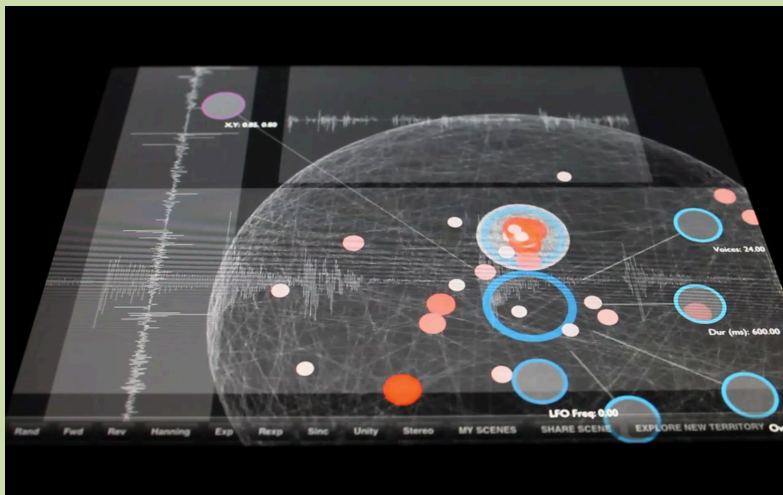 X,Y: 0.85, 0.80
Voices: 24.00
Dur (ms): 600.00
LFO Freq: 0.00
Rand Fwd Rev Hanning Exp Rexp Sinc Unity Stereo MY SCENES SHARE SCENE EXPLORE NEW TERRITORY